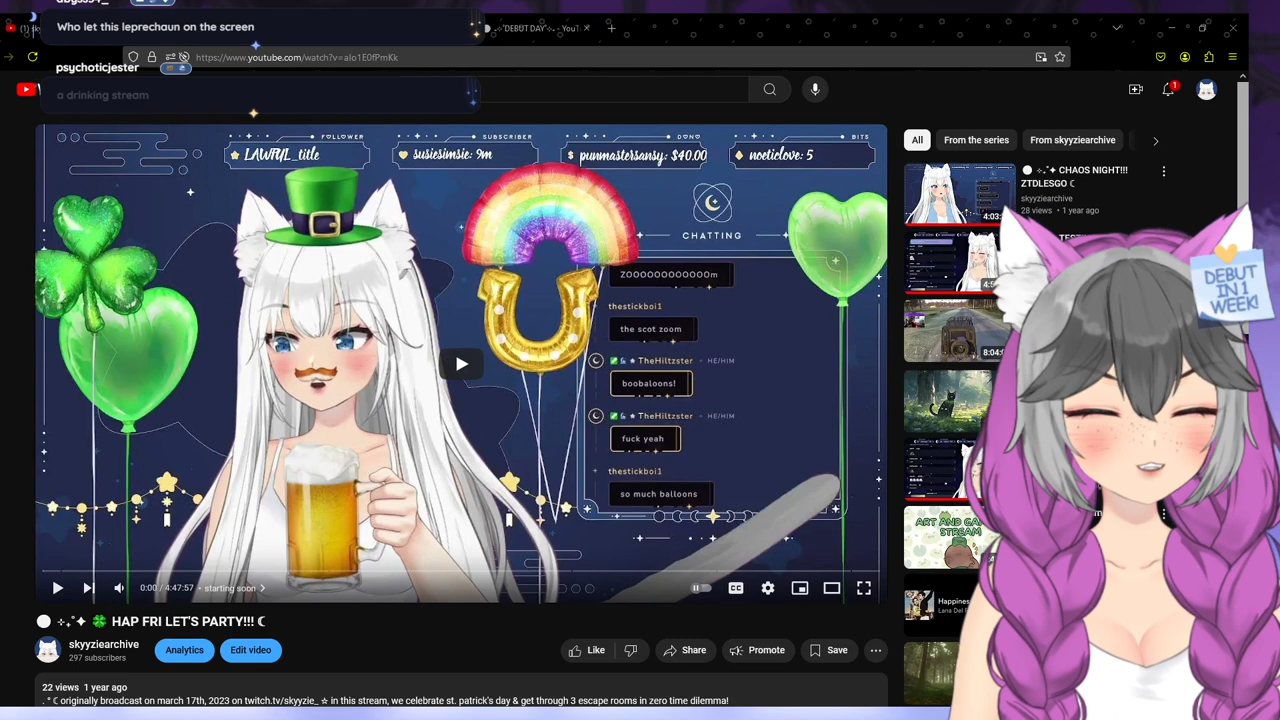 Who let this leprechaun on the screen
"DEBUT DAY"
psychoticjester
https://www.youtube.com/watch?v=alo1E0fPmKk
a drinking stream
1
FOLLOWER
SUBSCRIBER
DONO
BITS
LAWFUL_title
susiesimsie: 9m
punmastersansy: $40.00
noeticlove: 5
CHATTING
ZOOOOOOOOOOOOm
thestickboi1
the scot zoom
TheHiltzster HE/HIM
boobaloons!
TheHiltzster HE/HIM
fuck yeah
thestickboi1
so much balloons
0:00 / 4:47:57 • starting soon
CC
HAP FRI LET'S PARTY!!!
skyyziearchive
297 subscribers
Analytics
Edit video
Like
Share
Promote
Save
22 views 1 year ago
originally broadcast on march 17th, 2023 on twitch.tv/skyyzie_ ☆ in this stream, we celebrate st. patrick's day & get through 3 escape rooms in zero time dilemma!
All
From the series
From skyyziearchive
CHAOS NIGHT!!!
ZTDLESGO
skyyziearchive
28 views • 1 year ago
4:03
8:04
ART AND
Happines
Lana Del
DEBUT
IN 1
WEEK!